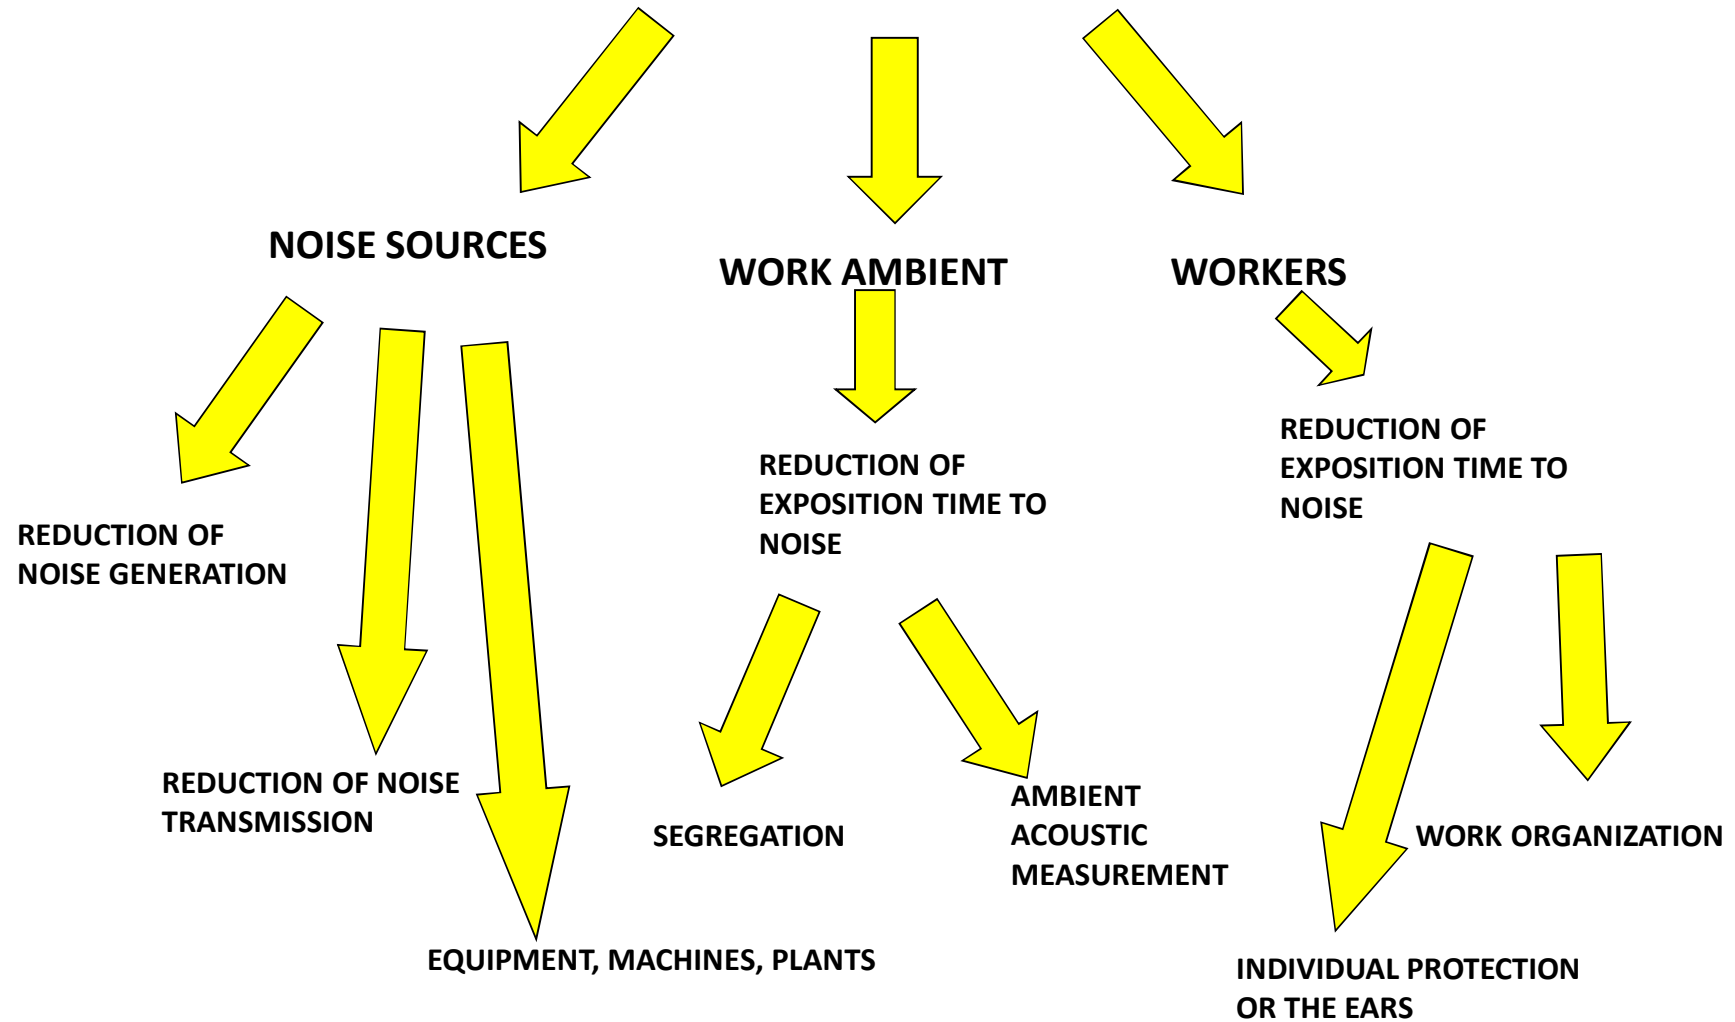 NOISE SOURCES
WORK AMBIENT
WORKERS
REDUCTION OF
NOISE GENERATION
REDUCTION OF
EXPOSITION TIME TO
NOISE
REDUCTION OF
EXPOSITION TIME TO
NOISE
REDUCTION OF NOISE
TRANSMISSION
SEGREGATION
AMBIENT
ACOUSTIC
MEASUREMENT
WORK ORGANIZATION
EQUIPMENT, MACHINES, PLANTS
INDIVIDUAL PROTECTION
OR THE EARS